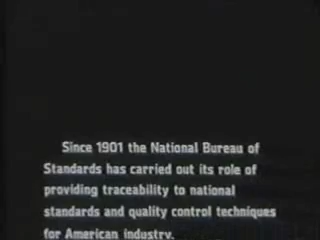 Since 1901 the National Bureau of
Standards has carried out its role of
providing traceability to national
standards and quality control techniques
for American industry.